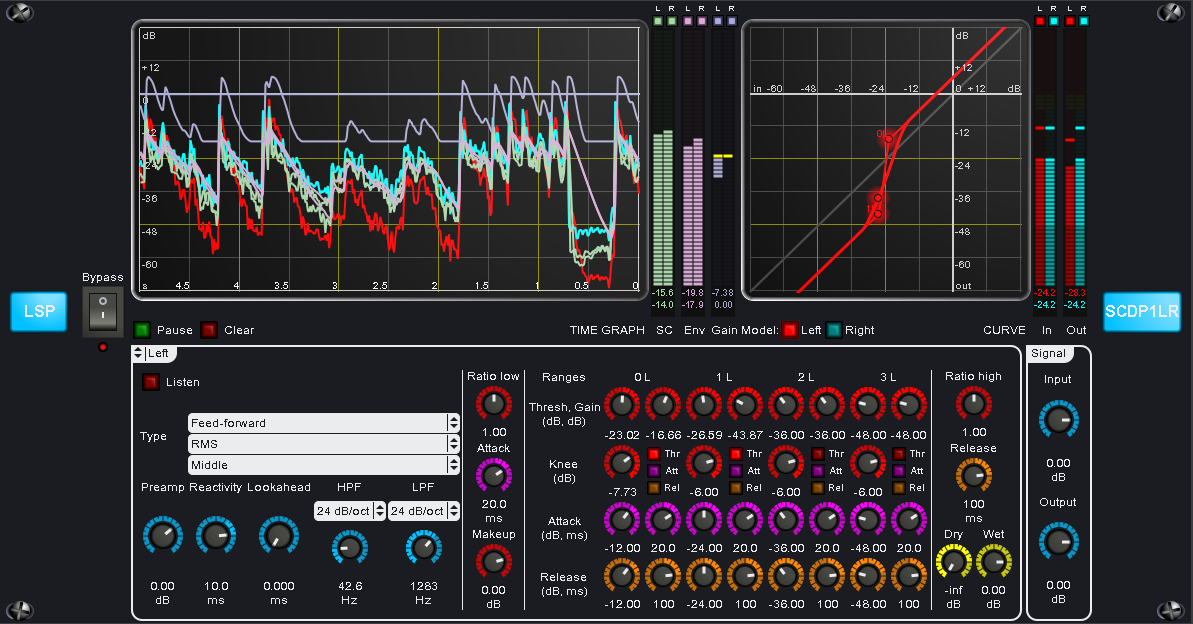 L R L R L R
L R L R
dB
+12
0
-12
-24
-36
-48
-60
s 4.5 4 3.5 3 2.5 2 1.5 1 0.5 0
dB
+12
in -60 -48 -36 -24 -12 0 +12 dB
-12
-24
-36
-48
-60
out
0
-15.6 -19.8 -7.38
-14.0 -17.9 0.00
-24.2 -29.3
-24.2 -24.2
Bypass
LSP
SCDP1LR
Pause Clear
TIME GRAPH SC Env Gain Model: Left Right CURVE In Out
Left
Listen
Type
Feed-forward
RMS
Middle
Preamp Reactivity Lookahead HPF LPF
24 dB/oct 24 dB/oct
0.00 10.0 0.000 42.6 1283
dB ms ms Hz Hz
Ratio low
1.00
Attack
20.0
ms
Makeup
0.00
dB
Ranges 0 L 1 L 2 L 3 L
Thresh, Gain
(dB, dB)
-23.02 -16.66 -26.59 -43.87 -36.00 -36.00 -48.00 -48.00
Knee
(dB)
Thr Thr Thr Thr
Att Att Att Att
Rel Rel Rel Rel
-7.73 -6.00 -6.00 -6.00
Attack
(dB, ms)
-12.00 20.0 -24.00 20.0 -36.00 20.0 -48.00 20.0
Release
(dB, ms)
-12.00 100 -24.00 100 -36.00 100 -48.00 100
Ratio high
1.00
Release
100
ms
Dry Wet
-inf 0.00
dB dB
Signal
Input
0.00
dB
Output
0.00
dB